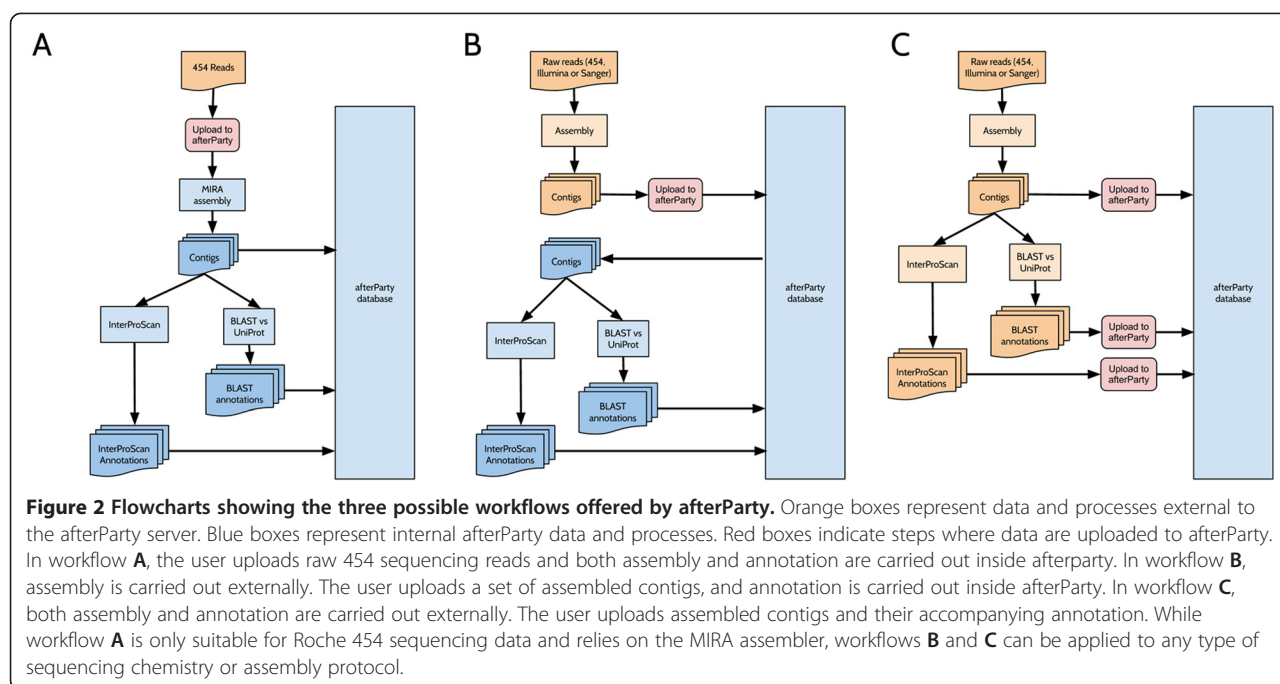 A
454 Reads
Upload to
afterParty
MIRA
assembly
Contigs
InterProScan
BLAST vs
UniProt
BLAST
annotations
InterProScan
Annotations
afterParty
database
B
Raw reads (454,
Illumina or Sanger)
Assembly
Contigs
Upload to
afterParty
Contigs
InterProScan
BLAST vs
UniProt
BLAST
annotations
InterProScan
Annotations
afterParty
database
C
Raw reads (454,
Illumina or Sanger)
Assembly
Contigs
Upload to
afterParty
InterProScan
BLAST vs
UniProt
BLAST
annotations
Upload to
afterParty
InterProScan
Annotations
Upload to
afterParty
afterParty
database
Figure 2 Flowcharts showing the three possible workflows offered by afterParty. Orange boxes represent data and processes external to
the afterParty server. Blue boxes represent internal afterParty data and processes. Red boxes indicate steps where data are uploaded to afterParty.
In workflow A, the user uploads raw 454 sequencing reads and both assembly and annotation are carried out inside afterparty. In workflow B,
assembly is carried out externally. The user uploads a set of assembled contigs, and annotation is carried out inside afterParty. In workflow C,
both assembly and annotation are carried out externally. The user uploads assembled contigs and their accompanying annotation. While
workflow A is only suitable for Roche 454 sequencing data and relies on the MIRA assembler, workflows B and C can be applied to any type of
sequencing chemistry or assembly protocol.